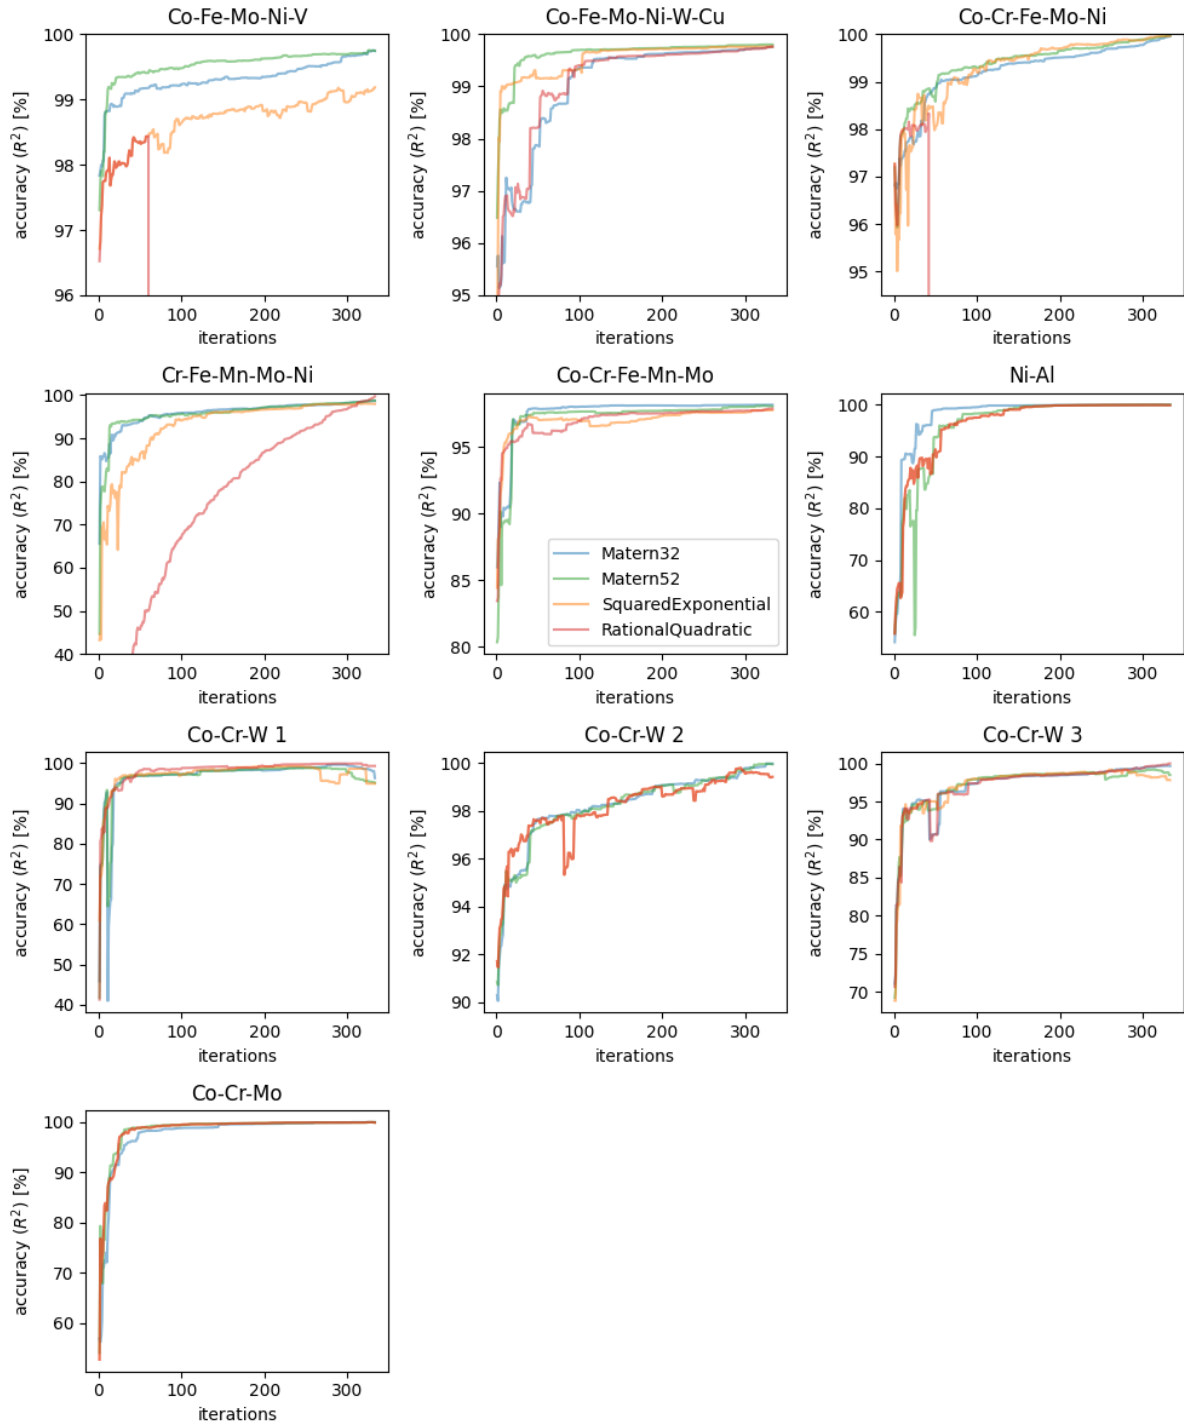 Co-Fe-Mo-Ni-V
100
99
98
97
96
accuracy (R²) [%]
0 100 200 300
iterations
Co-Fe-Mo-Ni-W-Cu
100
99
98
97
96
95
accuracy (R²) [%]
0 100 200 300
iterations
Co-Cr-Fe-Mo-Ni
100
99
98
97
96
95
accuracy (R²) [%]
0 100 200 300
iterations
Cr-Fe-Mn-Mo-Ni
100
90
80
70
60
50
40
accuracy (R²) [%]
0 100 200 300
iterations
Co-Cr-Fe-Mn-Mo
95
90
85
80
accuracy (R²) [%]
Matern32
Matern52
SquaredExponential
RationalQuadratic
0 100 200 300
iterations
Ni-Al
100
90
80
70
60
accuracy (R²) [%]
0 100 200 300
iterations
Co-Cr-W 1
100
90
80
70
60
50
40
accuracy (R²) [%]
0 100 200 300
iterations
Co-Cr-W 2
100
98
96
94
92
90
accuracy (R²) [%]
0 100 200 300
iterations
Co-Cr-W 3
100
95
90
85
80
75
70
accuracy (R²) [%]
0 100 200 300
iterations
Co-Cr-Mo
100
90
80
70
60
accuracy (R²) [%]
0 100 200 300
iterations